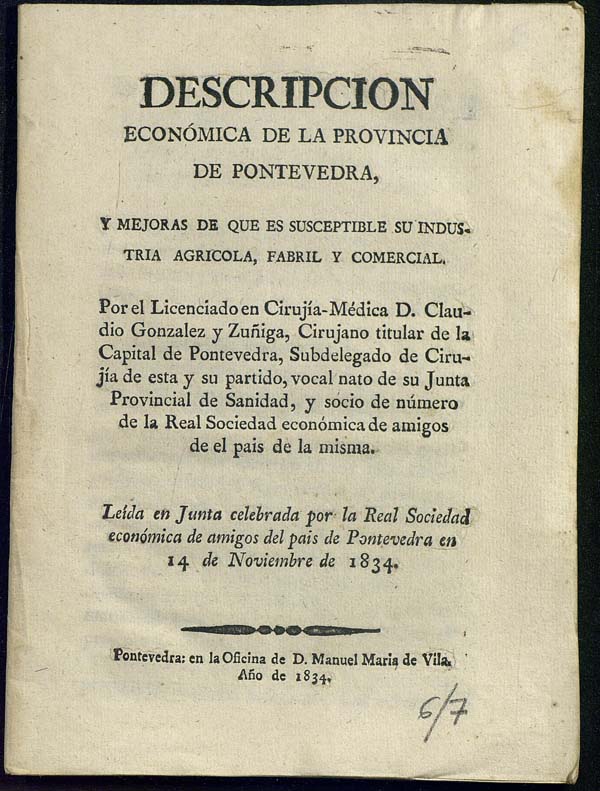 DESCRIPCION
ECONÓMICA DE LA PROVINCIA
DE PONTEVEDRA,
Y MEJORAS DE QUE ES SUSCEPTIBLE SU INDUS-
TRIA AGRICOLA, FABRIL Y COMERCIAL.
Por el Licenciado en Cirujía-Médica D. Clau-
dio Gonzalez y Zuñiga, Cirujano titular de la
Capital de Pontevedra, Subdelegado de Ciru-
jía de esta y su partido, vocal nato de su Junta
Provincial de Sanidad, y socio de número
de la Real Sociedad económica de amigos
de el pais de la misma.
Leída en Junta celebrada por la Real Sociedad
económica de amigos del pais de Pontevedra en
14 de Noviembre de 1834.
Pontevedra: en la Oficina de D. Manuel Maria de Vila.
Año de 1834.
6/7